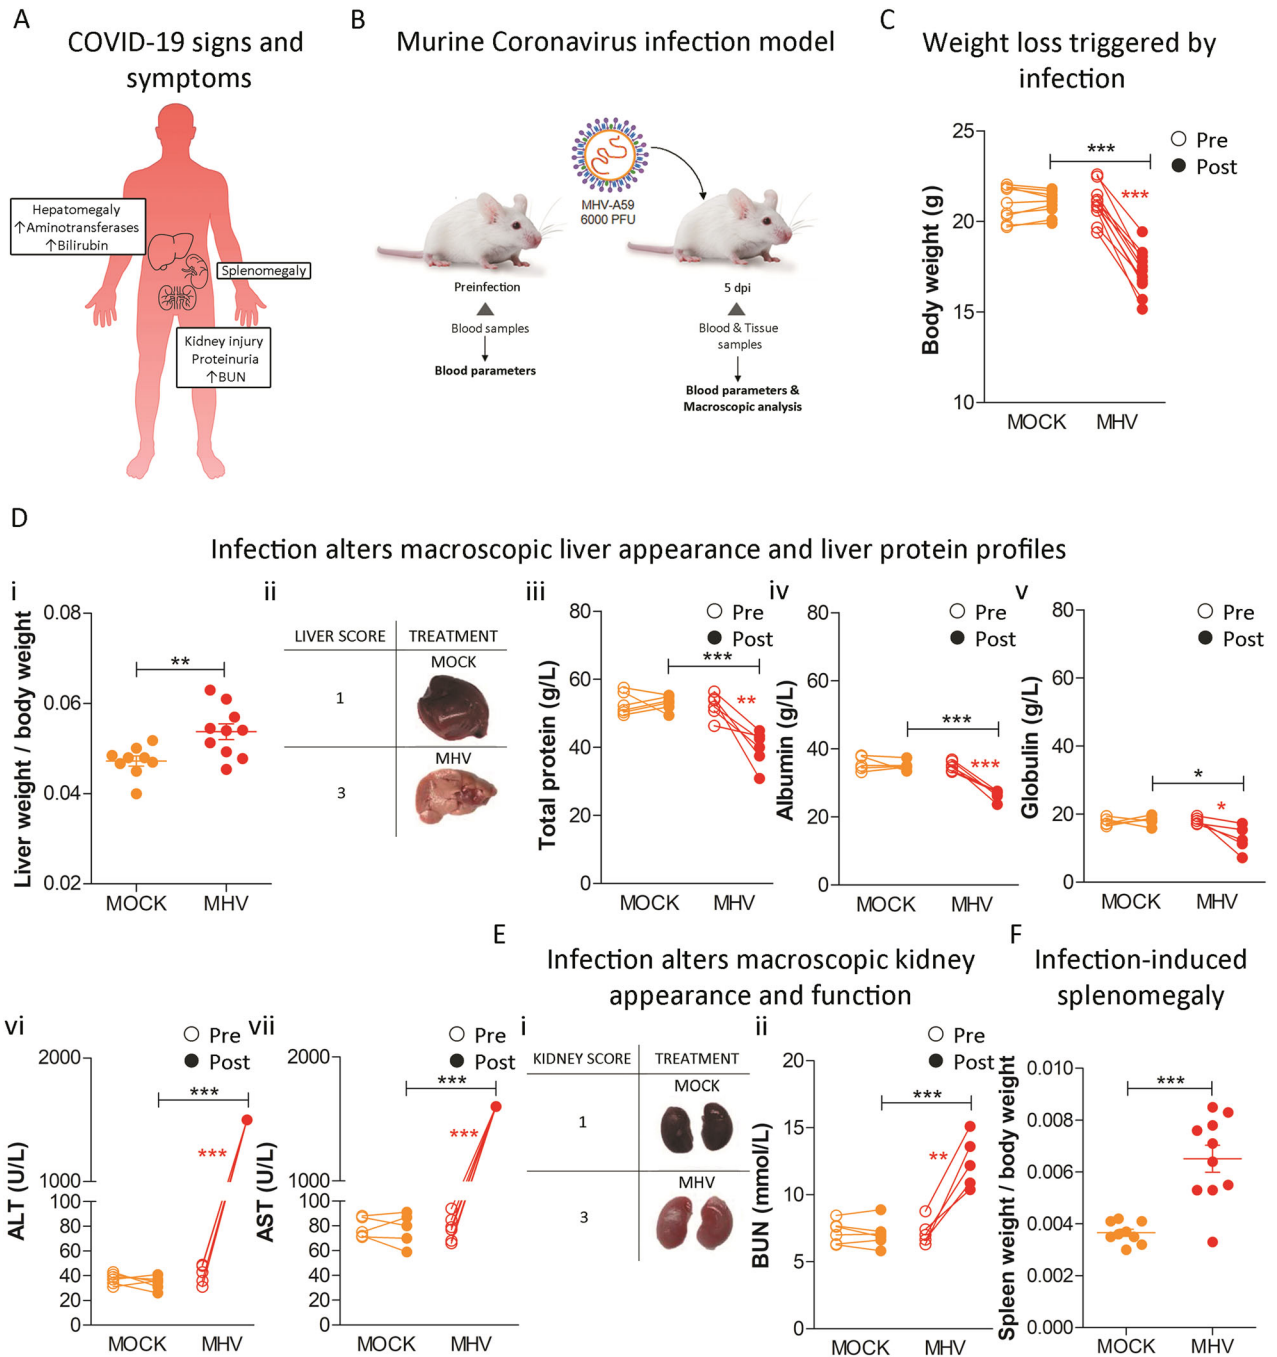 A
COVID-19 signs and
symptoms
Hepatomegaly
↑Aminotransferases
↑Bilirubin
Splenomegaly
Kidney injury
Proteinuria
↑BUN
B
Murine Coronavirus infection model
MHV-A59
6000 PFU
Preinfection
Blood samples
Blood parameters
5 dpi
Blood & Tissue
samples
Blood parameters &
Macroscopic analysis
C
Weight loss triggered by
infection
Pre
Post
Body weight (g)
25
20
15
10
***
***
MOCK
MHV
D
Infection alters macroscopic liver appearance and liver protein profiles
i
Liver weight / body weight
0.08
0.06
0.04
0.02
**
MOCK
MHV
ii
LIVER SCORE
TREATMENT
1
MOCK
3
MHV
iii
Pre
Post
Total protein (g/L)
80
60
40
20
0
***
**
MOCK
MHV
iv
Pre
Post
Albumin (g/L)
80
60
40
20
0
***
***
MOCK
MHV
v
Pre
Post
Globulin (g/L)
80
60
40
20
0
*
*
MOCK
MHV
vi
Pre
Post
ALT (U/L)
2000
1000
100
80
60
40
20
0
***
***
MOCK
MHV
vii
Pre
Post
AST (U/L)
2000
1000
100
80
60
40
20
0
***
***
MOCK
MHV
E
Infection alters macroscopic kidney
appearance and function
i
KIDNEY SCORE
TREATMENT
1
MOCK
3
MHV
ii
Pre
Post
BUN (mmol/L)
20
15
10
5
0
***
**
MOCK
MHV
F
Infection-induced
splenomegaly
Spleen weight / body weight
0.010
0.008
0.006
0.004
0.002
0.000
***
MOCK
MHV